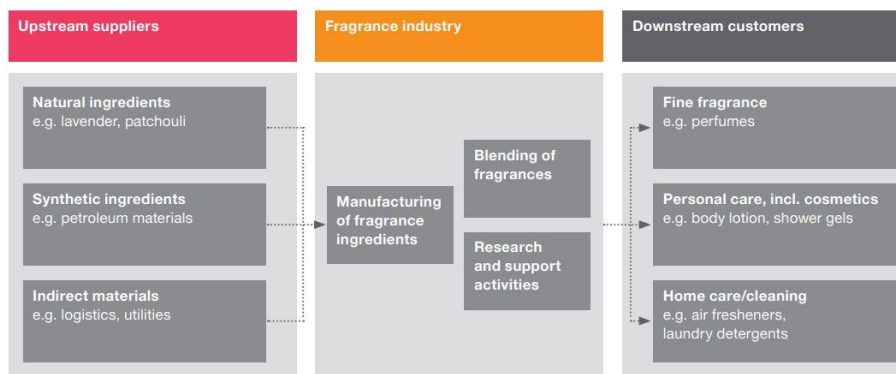 Upstream suppliers
Fragrance industry
Downstream customers
Natural ingredients
e.g. lavender, patchouli
Synthetic ingredients
e.g. petroleum materials
Indirect materials
e.g. logistics, utilities
Manufacturing
of fragrance
ingredients
Blending of
fragrances
Research
and support
activities
Fine fragrance
e.g. perfumes
Personal care, incl. cosmetics
e.g. body lotion, shower gels
Home care/cleaning
e.g. air fresheners,
laundry detergents